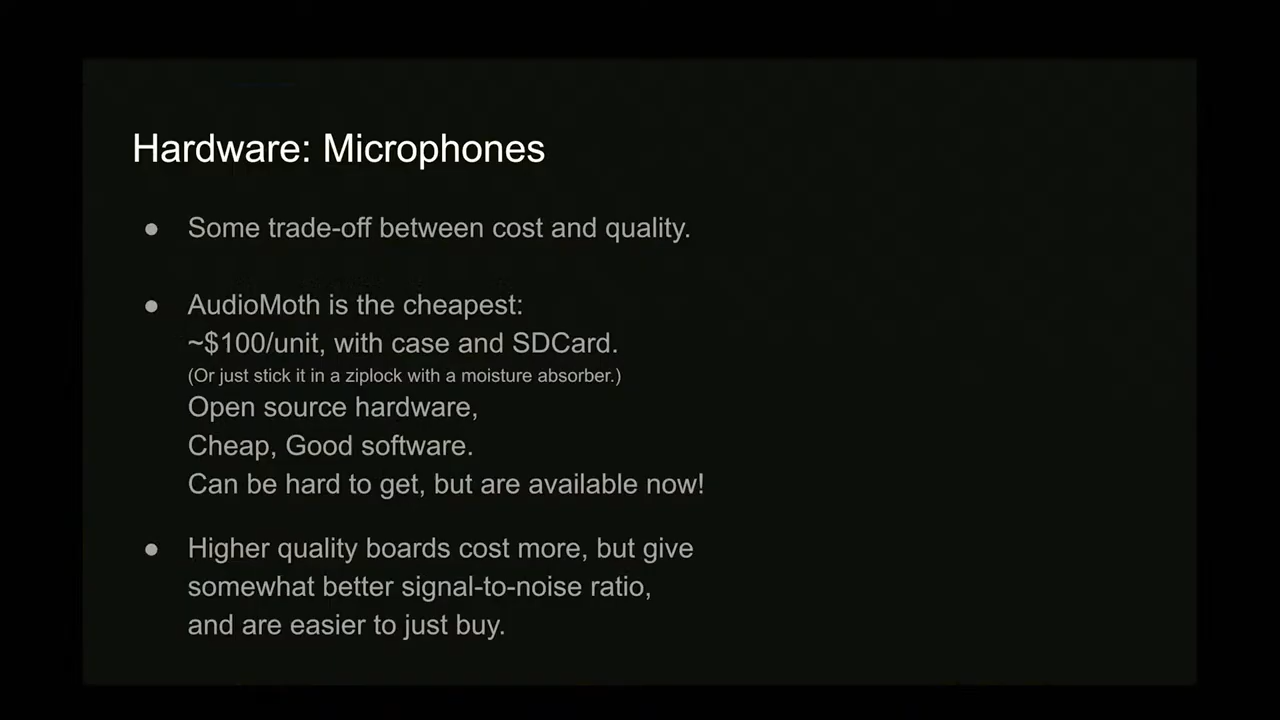 Hardware: Microphones
● Some trade-off between cost and quality.
● AudioMoth is the cheapest:
~$100/unit, with case and SDCard.
(Or just stick it in a ziplock with a moisture absorber.)
Open source hardware,
Cheap, Good software.
Can be hard to get, but are available now!
● Higher quality boards cost more, but give
somewhat better signal-to-noise ratio,
and are easier to just buy.